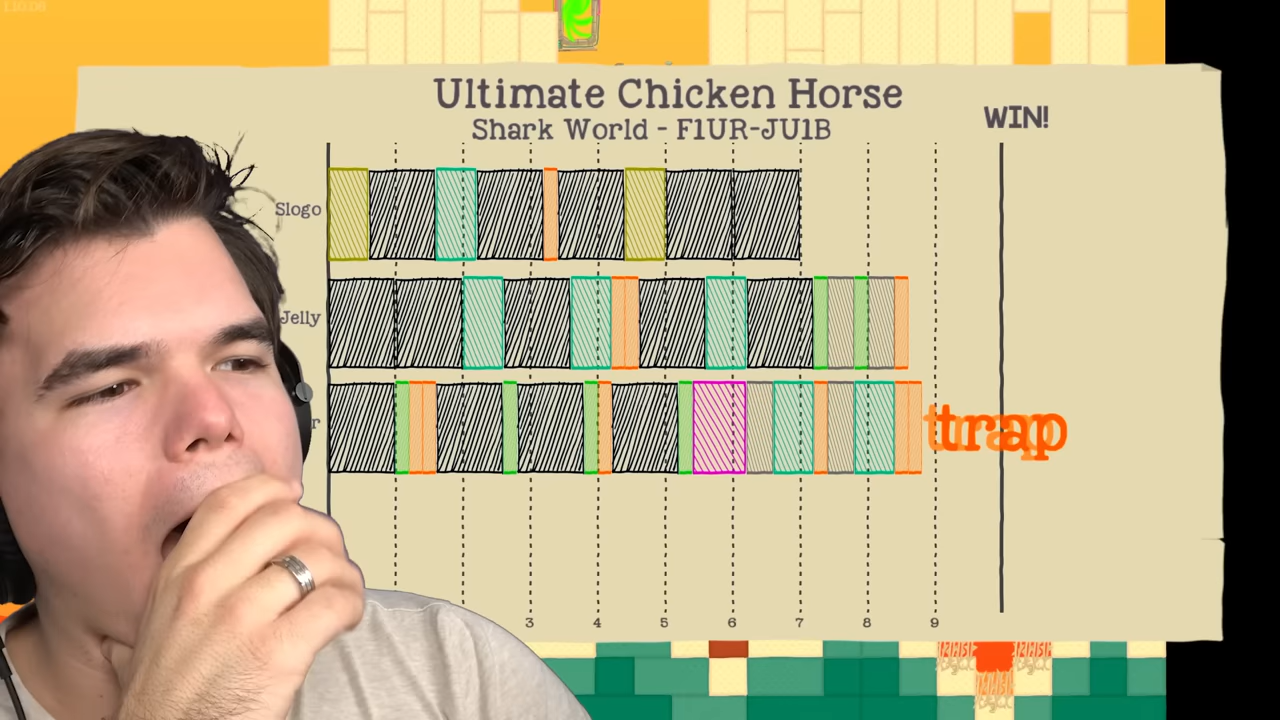 Ultimate Chicken Horse
Shark World - F1UR-JU1B
WIN!
Slogo
Jelly
r
trap
3 4 5 6 7 8 9